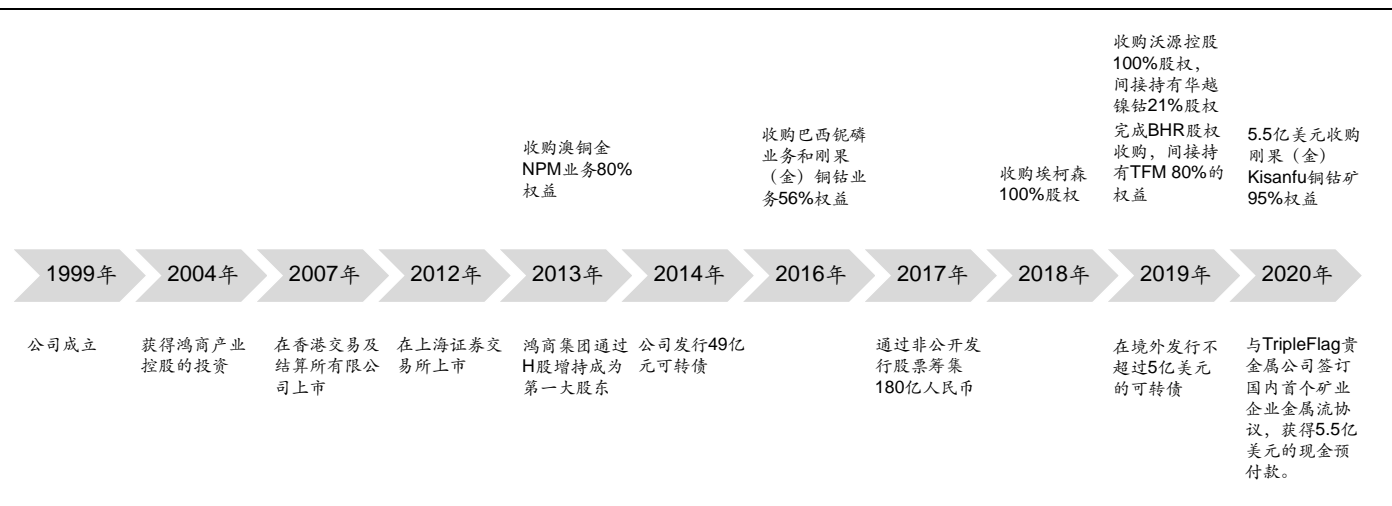 收购澳铜金
NPM业务80%
权益
收购巴西铌磷
业务和刚果
（金）铜钴业
务56%权益
收购埃柯森
100%股权
收购沃源控股
100%股权，
间接持有华越
镍钴21%股权
完成BHR股权
收购，间接持
有TFM 80%的
权益
5.5亿美元收购
刚果（金）
Kisanfu铜钴矿
95%权益
1999年
2004年
2007年
2012年
2013年
2014年
2016年
2017年
2018年
2019年
2020年
公司成立
获得鸿商产业
控股的投资
在香港交易及
结算所有限公
司上市
在上海证券交
易所上市
鸿商集团通过
H股增持成为
第一大股东
公司发行49亿
元可转债
通过非公开发
行股票筹集
180亿人民币
在境外发行不
超过5亿美元
的可转债
与TripleFlag贵
金属公司签订
国内首个矿业
企业金属流协
议，获得5.5亿
美元的现金预
付款。